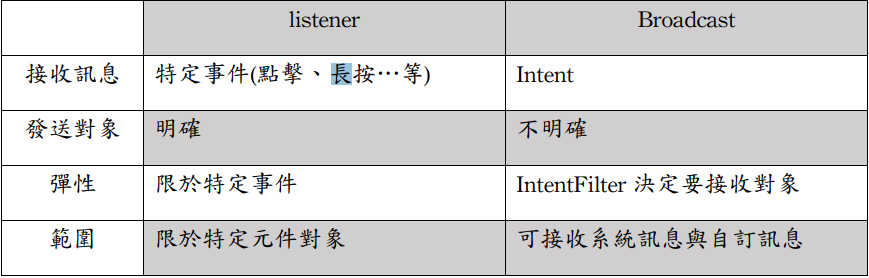 listener Broadcast
接收訊息 特定事件(點擊、長按…等) Intent
發送對象 明確 不明確
彈性 限於特定事件 IntentFilter 決定要接收對象
範圍 限於特定元件對象 可接收系統訊息與自訂訊息